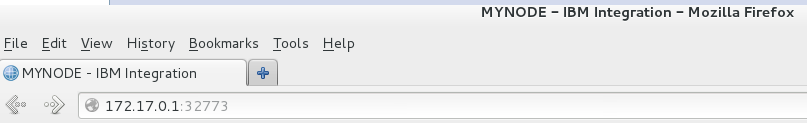 MYNODE - IBM Integration - Mozilla Firefox
File Edit View History Bookmarks Tools Help
MYNODE - IBM Integration
172.17.0.1:32773